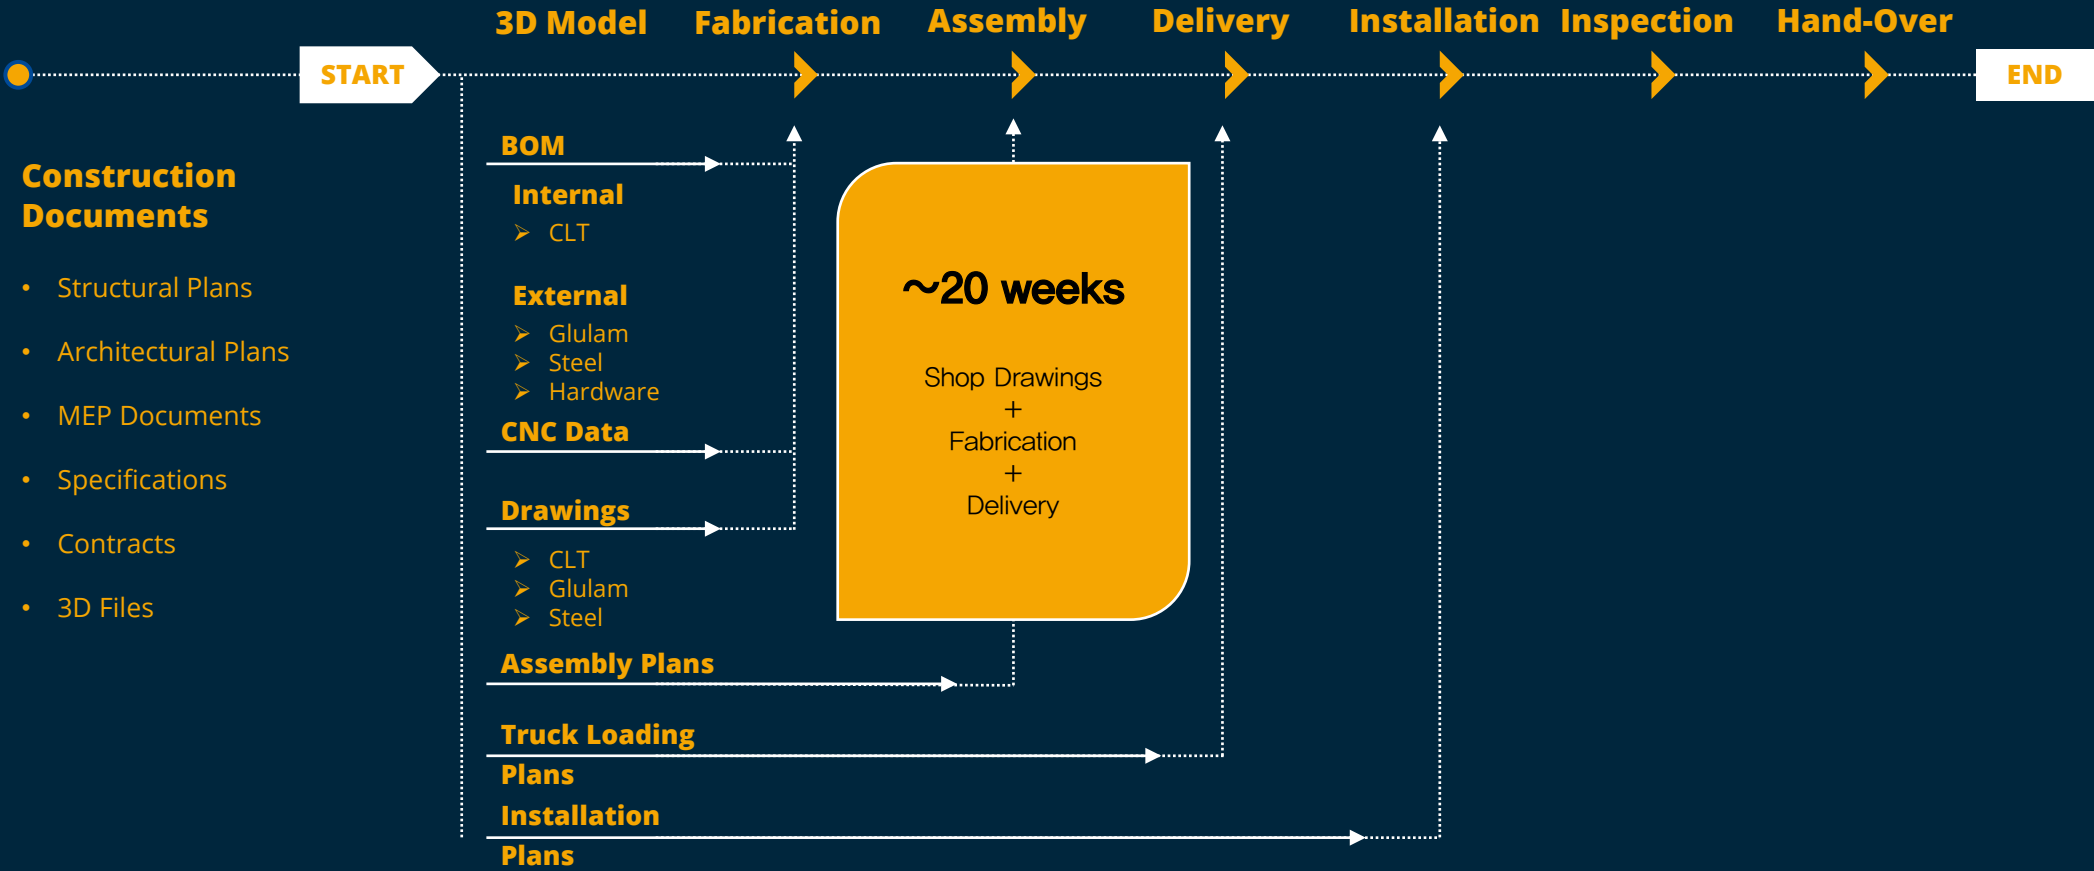 3D Model
Fabrication
Assembly
Delivery
Installation
Inspection
Hand-Over
START
END
Construction
Documents
• Structural Plans
• Architectural Plans
• MEP Documents
• Specifications
• Contracts
• 3D Files
BOM
Internal
➢ CLT
External
➢ Glulam
➢ Steel
➢ Hardware
CNC Data
Drawings
➢ CLT
➢ Glulam
➢ Steel
Assembly Plans
Truck Loading
Plans
Installation
Plans
~20 weeks
Shop Drawings
+
Fabrication
+
Delivery